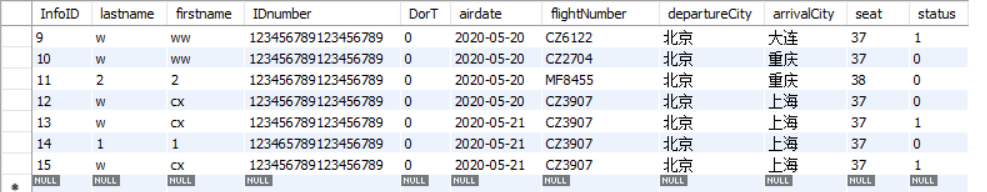 InfoID lastname firstname IDnumber DorT airdate flightNumber departureCity arrivalCity seat status
9 w ww 123456789123456789 0 2020-05-20 CZ6122 北京 大连 37 1
10 w ww 123456789123456789 0 2020-05-20 CZ2704 北京 重庆 37 0
11 2 2 123456789123456789 0 2020-05-20 MF8455 北京 重庆 38 0
12 w cx 123456789123456789 0 2020-05-20 CZ3907 北京 上海 37 0
13 w cx 123456789123456789 0 2020-05-21 CZ3907 北京 上海 37 1
14 1 1 123465789123456789 0 2020-05-21 CZ3907 北京 上海 37 0
15 w cx 123456789123456789 0 2020-05-21 CZ3907 北京 上海 37 1
NULL NULL NULL NULL NULL NULL NULL NULL NULL NULL NULL